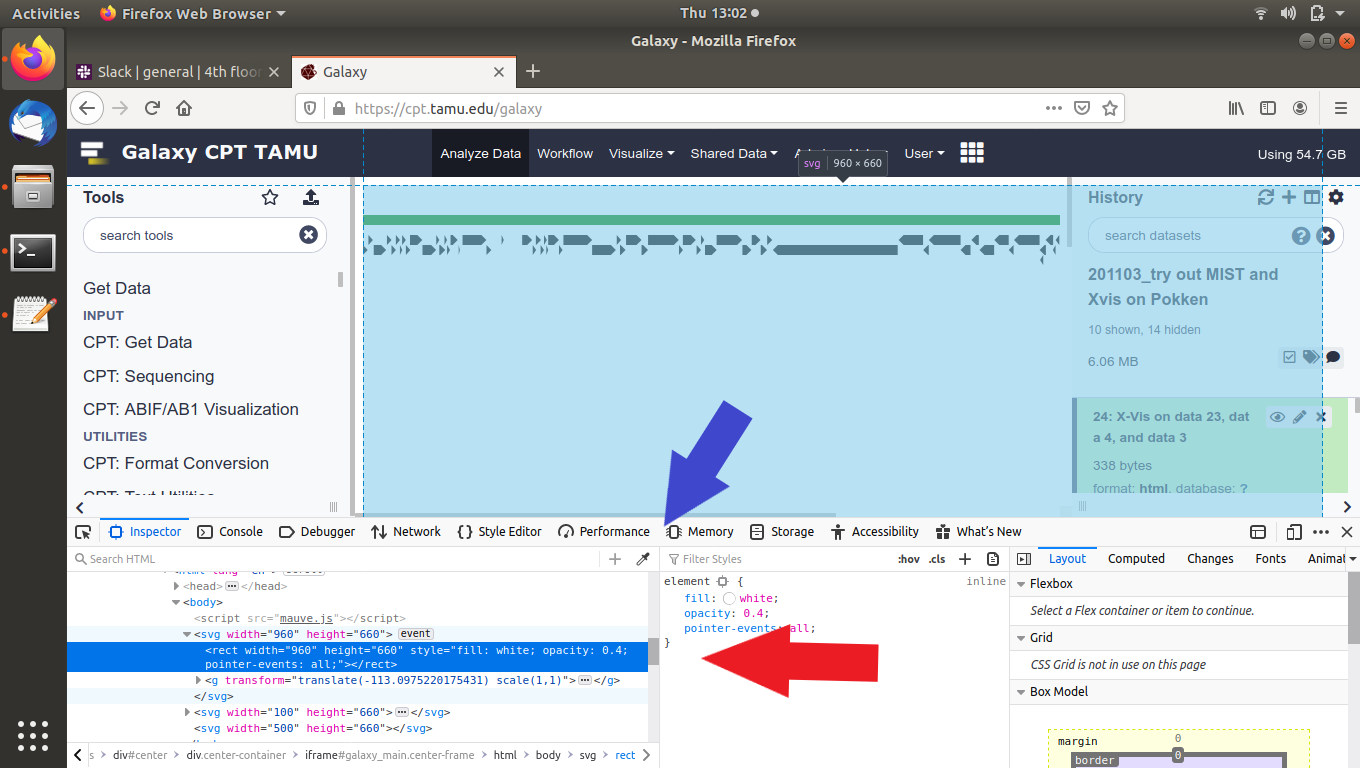 Activities Firefox Web Browser Thu 13:02
Galaxy - Mozilla Firefox
Slack | general | 4th floor Galaxy
https://cpt.tamu.edu/galaxy
Galaxy CPT TAMU Analyze Data Workflow Visualize Shared Data User Using 54.7 GB
svg 960 × 660
Tools
search tools
Get Data
INPUT
CPT: Get Data
CPT: Sequencing
CPT: ABIF/AB1 Visualization
UTILITIES
CPT: Format Conversion
CPT: Text Utilities
History
search datasets
201103_try out MIST and
Xvis on Pokken
10 shown, 14 hidden
6.06 MB
24: X-Vis on data 23, dat
a 4, and data 3
338 bytes
format: html, database: ?
Inspector Console Debugger Network Style Editor Performance Memory Storage Accessibility What's New
Search HTML
<head> ••• </head>
<body>
<script src="mauve.js"></script>
<svg width="960" height="660"> event
<rect width="960" height="660" style="fill: white; opacity: 0.4;
pointer-events: all;"></rect>
<g transform="translate(-113.0975220175431) scale(1,1)"> ••• </g>
</svg>
<svg width="100" height="660"> ••• </svg>
<svg width="500" height="660"></svg>
s > div#center > div.center-container > iframe#galaxy_main.center-frame > html > body > svg > rect
Filter Styles :hov .cls
element { inline
fill: white;
opacity: 0.4;
pointer-events: all;
}
Layout Computed Changes Fonts Animat
Flexbox
Select a Flex container or item to continue.
Grid
CSS Grid is not in use on this page
Box Model
margin 0
border 0